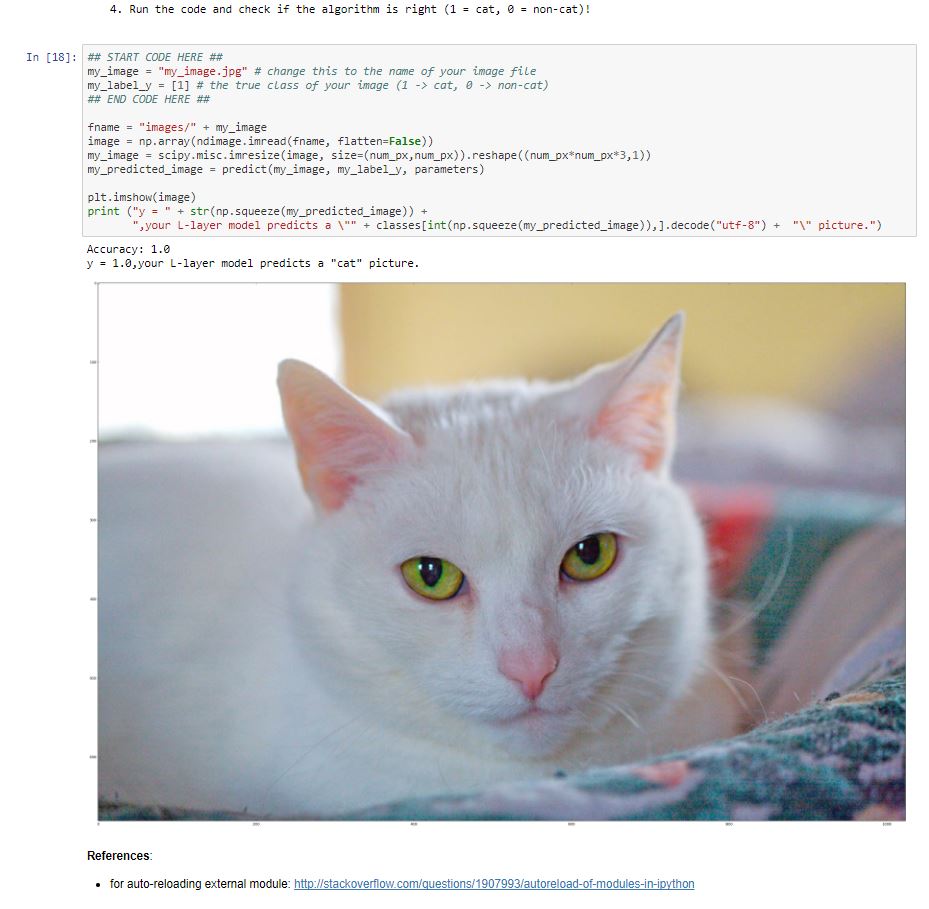 4. Run the code and check if the algorithm is right (1 = cat, 0 = non-cat)!
In [18]:
## START CODE HERE ##
my_image = "my_image.jpg" # change this to the name of your image file
my_label_y = [1] # the true class of your image (1 -> cat, 0 -> non-cat)
## END CODE HERE ##
fname = "images/" + my_image
image = np.array(ndimage.imread(fname, flatten=False))
my_image = scipy.misc.imresize(image, size=(num_px,num_px)).reshape((num_px*num_px*3,1))
my_predicted_image = predict(my_image, my_label_y, parameters)
plt.imshow(image)
print ("y = " + str(np.squeeze(my_predicted_image)) +
",your L-layer model predicts a \"" + classes[int(np.squeeze(my_predicted_image)),].decode("utf-8") +  "\" picture.")
Accuracy: 1.0
y = 1.0,your L-layer model predicts a "cat" picture.
References:
• for auto-reloading external module: http://stackoverflow.com/questions/1907993/autoreload-of-modules-in-ipython